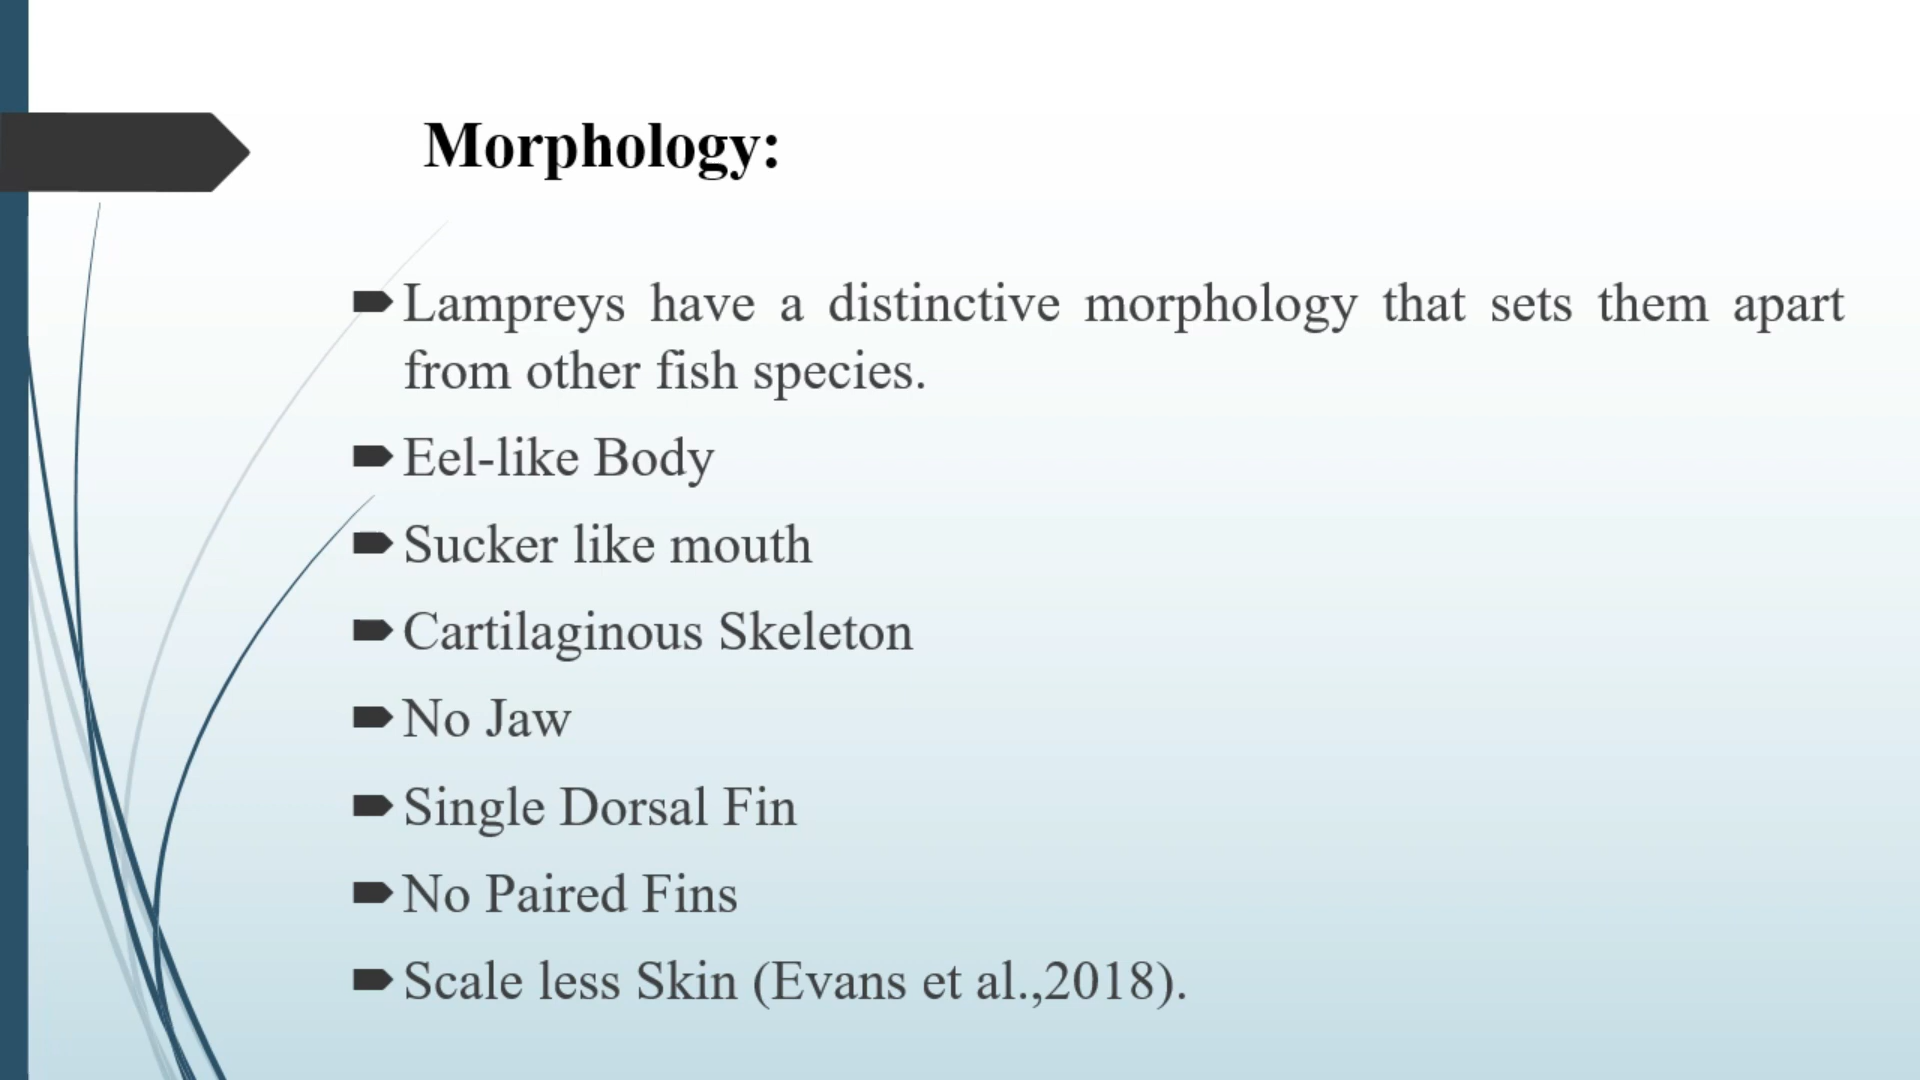 Morphology:
Lampreys have a distinctive morphology that sets them apart
from other fish species.
Eel-like Body
Sucker like mouth
Cartilaginous Skeleton
No Jaw
Single Dorsal Fin
No Paired Fins
Scale less Skin (Evans et al.,2018).